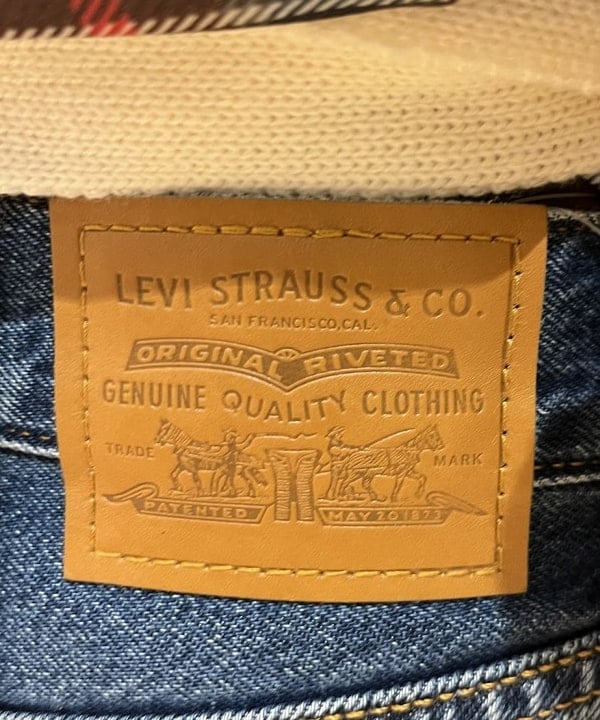 LEVI STRAUSS & CO.
SAN FRANCISCO, CAL.
ORIGINAL RIVETED
GENUINE QUALITY CLOTHING
TRADE MARK
PATENTED MAY 20 1873